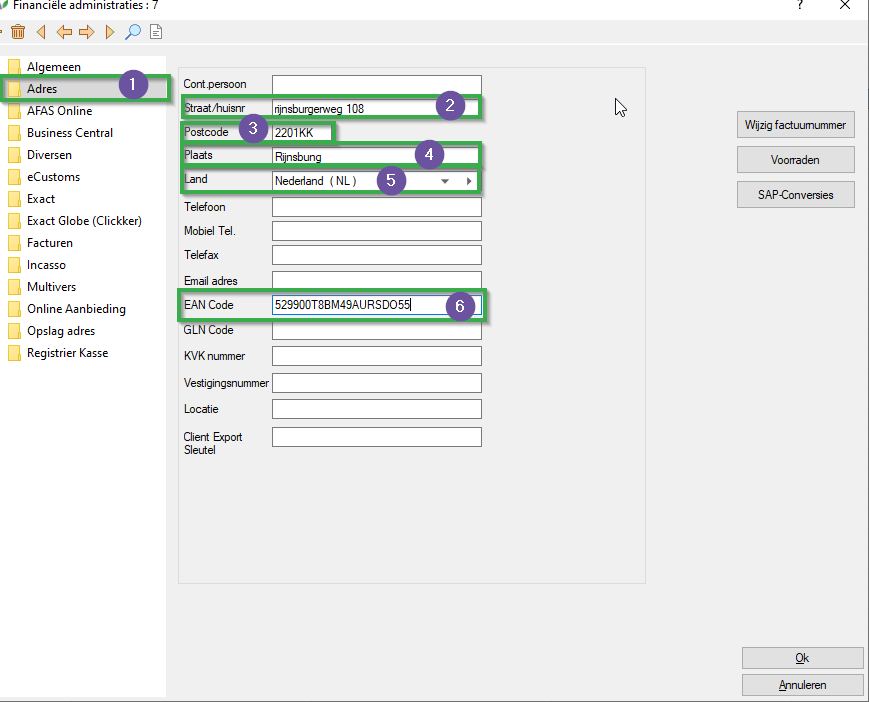 Financiële administraties : 7
?
Algemeen
Adres
1
AFAS Online
Business Central
Diversen
eCustoms
Exact
Exact Globe (Clickker)
Facturen
Incasso
Multivers
Online Aanbieding
Opslag adres
Registrier Kasse
Cont.persoon
Straat/huisnr rijnsburgerweg 108 2
Postcode 3 2201KK
Plaats Rijnsbung 4
Land Nederland ( NL ) 5
Telefoon
Mobiel Tel.
Telefax
Email adres
EAN Code 529900T8BM49AURSDO55 6
GLN Code
KVK nummer
Vestigingsnummer
Locatie
Client Export
Sleutel
Wijzig factuurnummer
Voorraden
SAP-Conversies
Ok
Annuleren